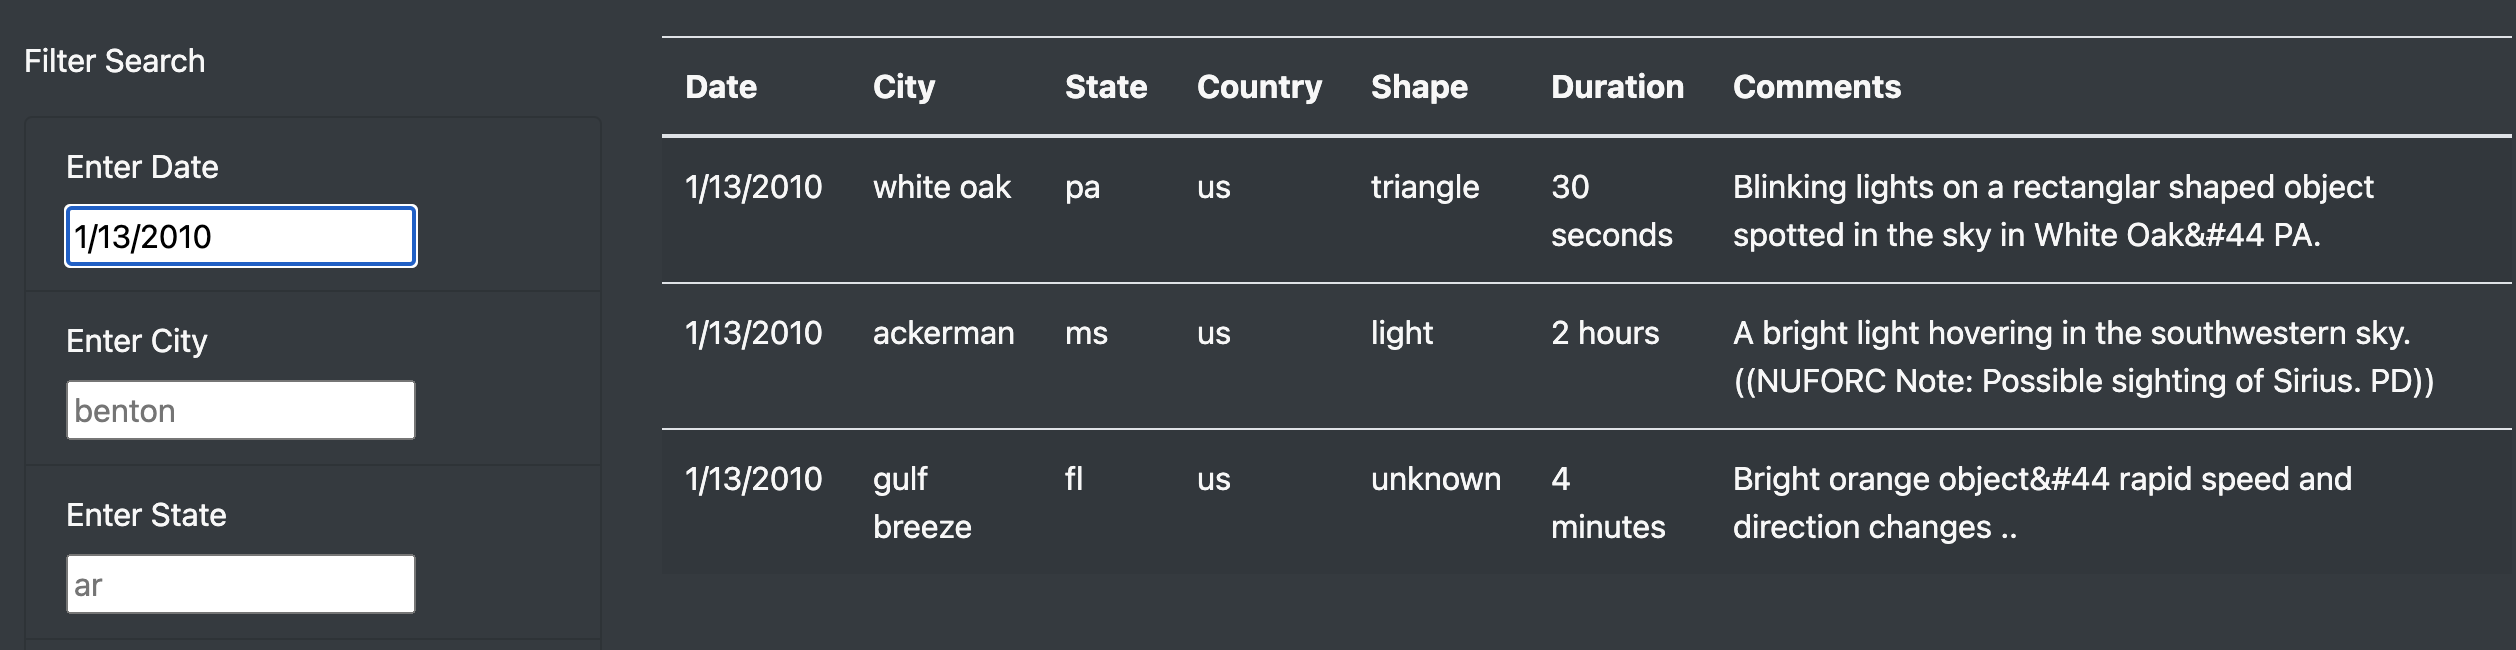 Filter Search
Enter Date
1/13/2010
Enter City
benton
Enter State
ar
Date City State Country Shape Duration Comments
1/13/2010 white oak pa us triangle 30 seconds Blinking lights on a rectanglar shaped object
spotted in the sky in White Oak&#44 PA.
1/13/2010 ackerman ms us light 2 hours A bright light hovering in the southwestern sky.
((NUFORC Note: Possible sighting of Sirius. PD))
1/13/2010 gulf breeze fl us unknown 4 minutes Bright orange object&#44 rapid speed and
direction changes ..